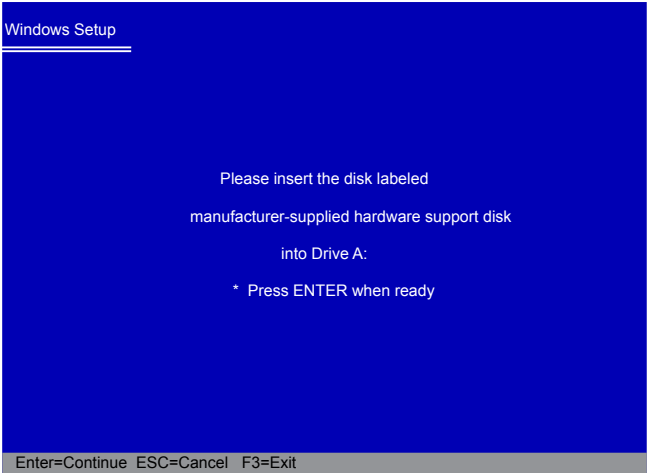 Windows Setup
Please insert the disk labeled
manufacturer-supplied hardware support disk
into Drive A:
* Press ENTER when ready
Enter=Continue ESC=Cancel F3=Exit